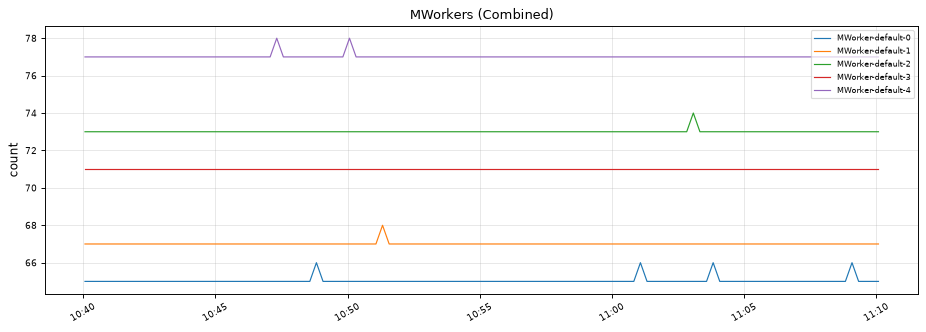 MWorkers (Combined)
count
78
76
74
72
70
68
66
10:40
10:45
10:50
10:55
11:00
11:05
11:10
MWorker-default-0
MWorker-default-1
MWorker-default-2
MWorker-default-3
MWorker-default-4